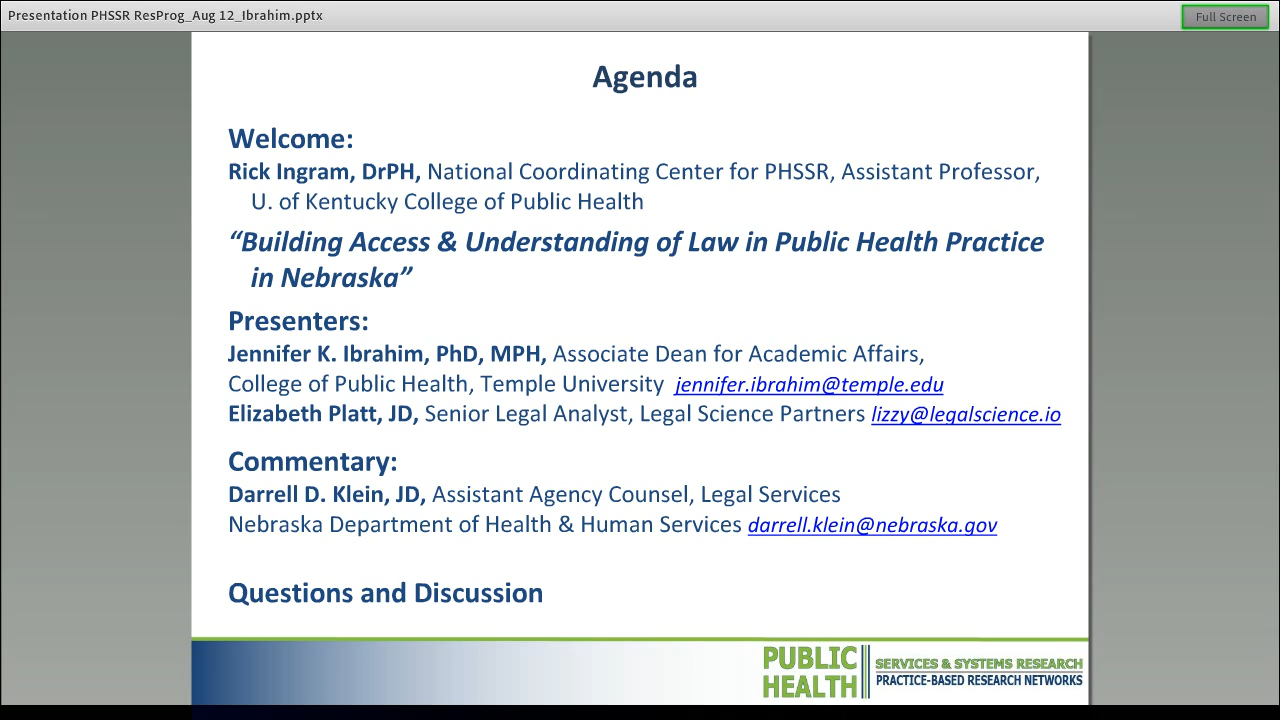 Presentation PHSSR ResProg_Aug 12_Ibrahim.pptx
Full Screen
Agenda
Welcome:
Rick Ingram, DrPH, National Coordinating Center for PHSSR, Assistant Professor,
U. of Kentucky College of Public Health
“Building Access & Understanding of Law in Public Health Practice
in Nebraska”
Presenters:
Jennifer K. Ibrahim, PhD, MPH, Associate Dean for Academic Affairs,
College of Public Health, Temple University jennifer.ibrahim@temple.edu
Elizabeth Platt, JD, Senior Legal Analyst, Legal Science Partners lizzy@legalscience.io
Commentary:
Darrell D. Klein, JD, Assistant Agency Counsel, Legal Services
Nebraska Department of Health & Human Services darrell.klein@nebraska.gov
Questions and Discussion
PUBLIC
HEALTH
SERVICES & SYSTEMS RESEARCH
PRACTICE-BASED RESEARCH NETWORKS